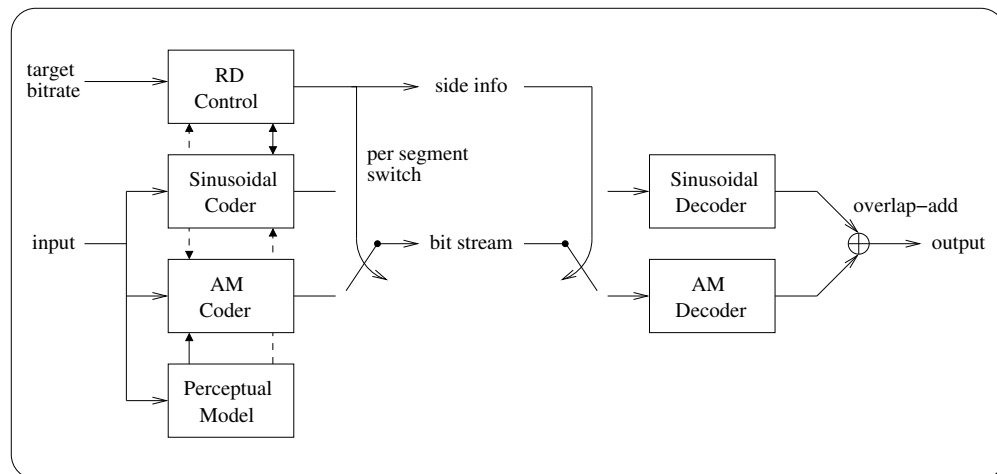 target
bitrate
RD
Control
side info
per segment
switch
Sinusoidal
Coder
Sinusoidal
Decoder
overlap−add
input
bit stream
output
AM
Coder
AM
Decoder
Perceptual
Model